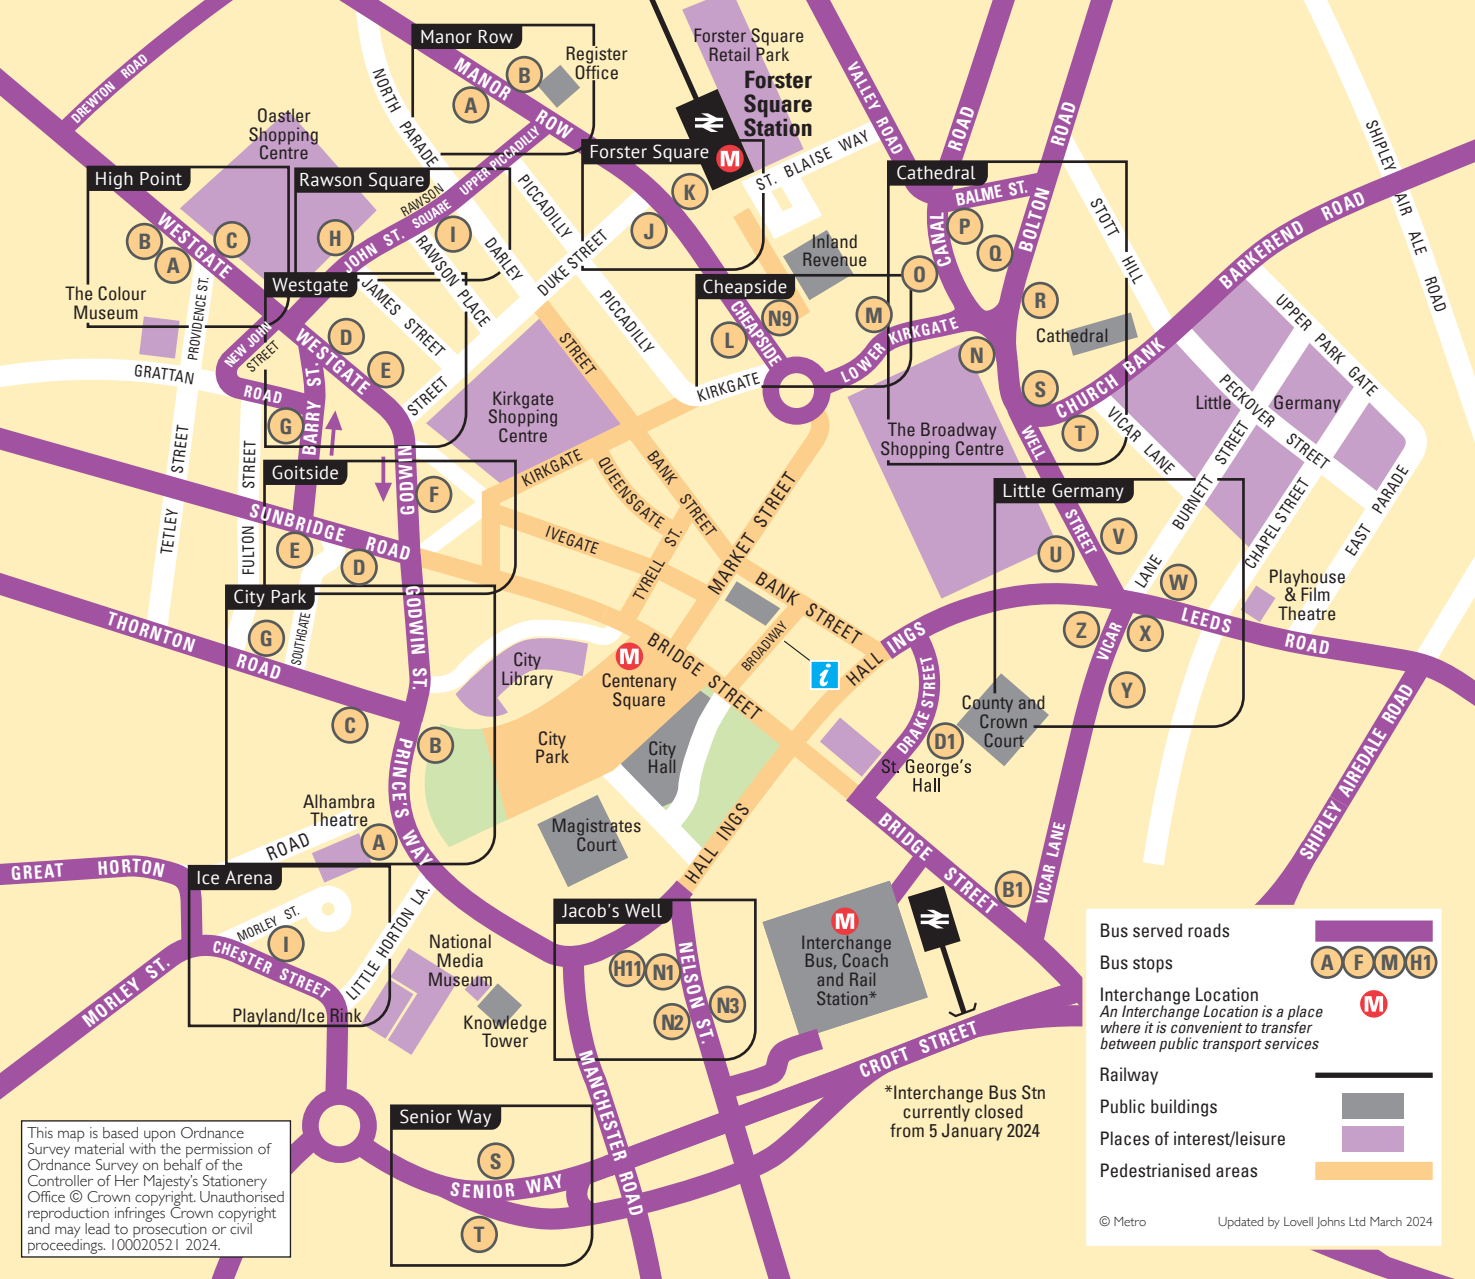 Manor Row
MANOR ROW
A
B
Register
Office
DREWTON ROAD
NORTH PARADE
Oastler
Shopping
Centre
Forster Square
Retail Park
Forster
Square
Station
M
VALLEY ROAD
ROAD
ROAD
SHIPLEY AIR ALE ROAD
ST. BLAISE WAY
Forster Square
K
J
High Point
B
A
C
WESTGATE
The Colour
Museum
PROVIDENCE ST.
Rawson Square
H
I
RAWSON
JOHN ST. SQUARE UPPER PICCADILLY
RAWSON PLACE
DARLEY
STREET
PICCADILLY
PICCADILLY
DUKE STREET
JAMES STREET
STREET
Westgate
NEW JOHN
STREET
WESTGATE
D
E
G
GRATTAN
ROAD
BARRY ST.
Cathedral
BALME ST.
CANAL
BOLTON
P
Q
O
R
M
N
S
T
Cathedral
STOTT HILL
BARKEREND ROAD
CHURCH BANK
Inland
Revenue
Cheapside
L
N9
CHEAPSIDE
KIRKGATE
LOWER KIRKGATE
Kirkgate
Shopping
Centre
KIRKGATE
The Broadway
Shopping Centre
UPPER PARK GATE
PECKOVER STREET
Little Germany
VICAR LANE
BURNETT STREET
CHAPEL STREET
EAST PARADE
WELL
STREET
Goitside
F
E
D
GODWIN
SUNBRIDGE ROAD
TETLEY STREET
FULTON STREET
QUEENSGATE
BANK STREET
IVEGATE
TYRELL ST.
MARKET STREET
BANK STREET
BROADWAY
BRIDGE STREET
i
HALL INGS
Little Germany
U
V
W
Z
X
Y
LANE
VICAR
LEEDS ROAD
Playhouse
& Film
Theatre
City Park
G
C
B
A
THORNTON ROAD
SOUTHGATE
GODWIN ST.
PRINCE'S WAY
City
Library
M
Centenary
Square
City
Park
City
Hall
Alhambra
Theatre
Magistrates
Court
HALL INGS
DRAKE STREET
D1
St. George's
Hall
County and
Crown
Court
BRIDGE STREET
B1
VICAR LANE
SHIPLEY AIREDALE ROAD
GREAT HORTON
ROAD
Ice Arena
MORLEY ST.
I
CHESTER STREET
MORLEY ST.
LITTLE HORTON LA.
Playland/Ice Rink
National
Media
Museum
Knowledge
Tower
Jacob's Well
H11
N1
N2
N3
NELSON ST.
MANCHESTER ROAD
M
Interchange
Bus, Coach
and Rail
Station*
CROFT STREET
*Interchange Bus Stn
currently closed
from 5 January 2024
Senior Way
S
SENIOR WAY
T
This map is based upon Ordnance
Survey material with the permission of
Ordnance Survey on behalf of the
Controller of Her Majesty's Stationery
Office © Crown copyright. Unauthorised
reproduction infringes Crown copyright
and may lead to prosecution or civil
proceedings. 100020521 2024.
Bus served roads
Bus stops
A F M H1
Interchange Location
M
An Interchange Location is a place
where it is convenient to transfer
between public transport services
Railway
Public buildings
Places of interest/leisure
Pedestrianised areas
© Metro
Updated by Lovell Johns Ltd March 2024